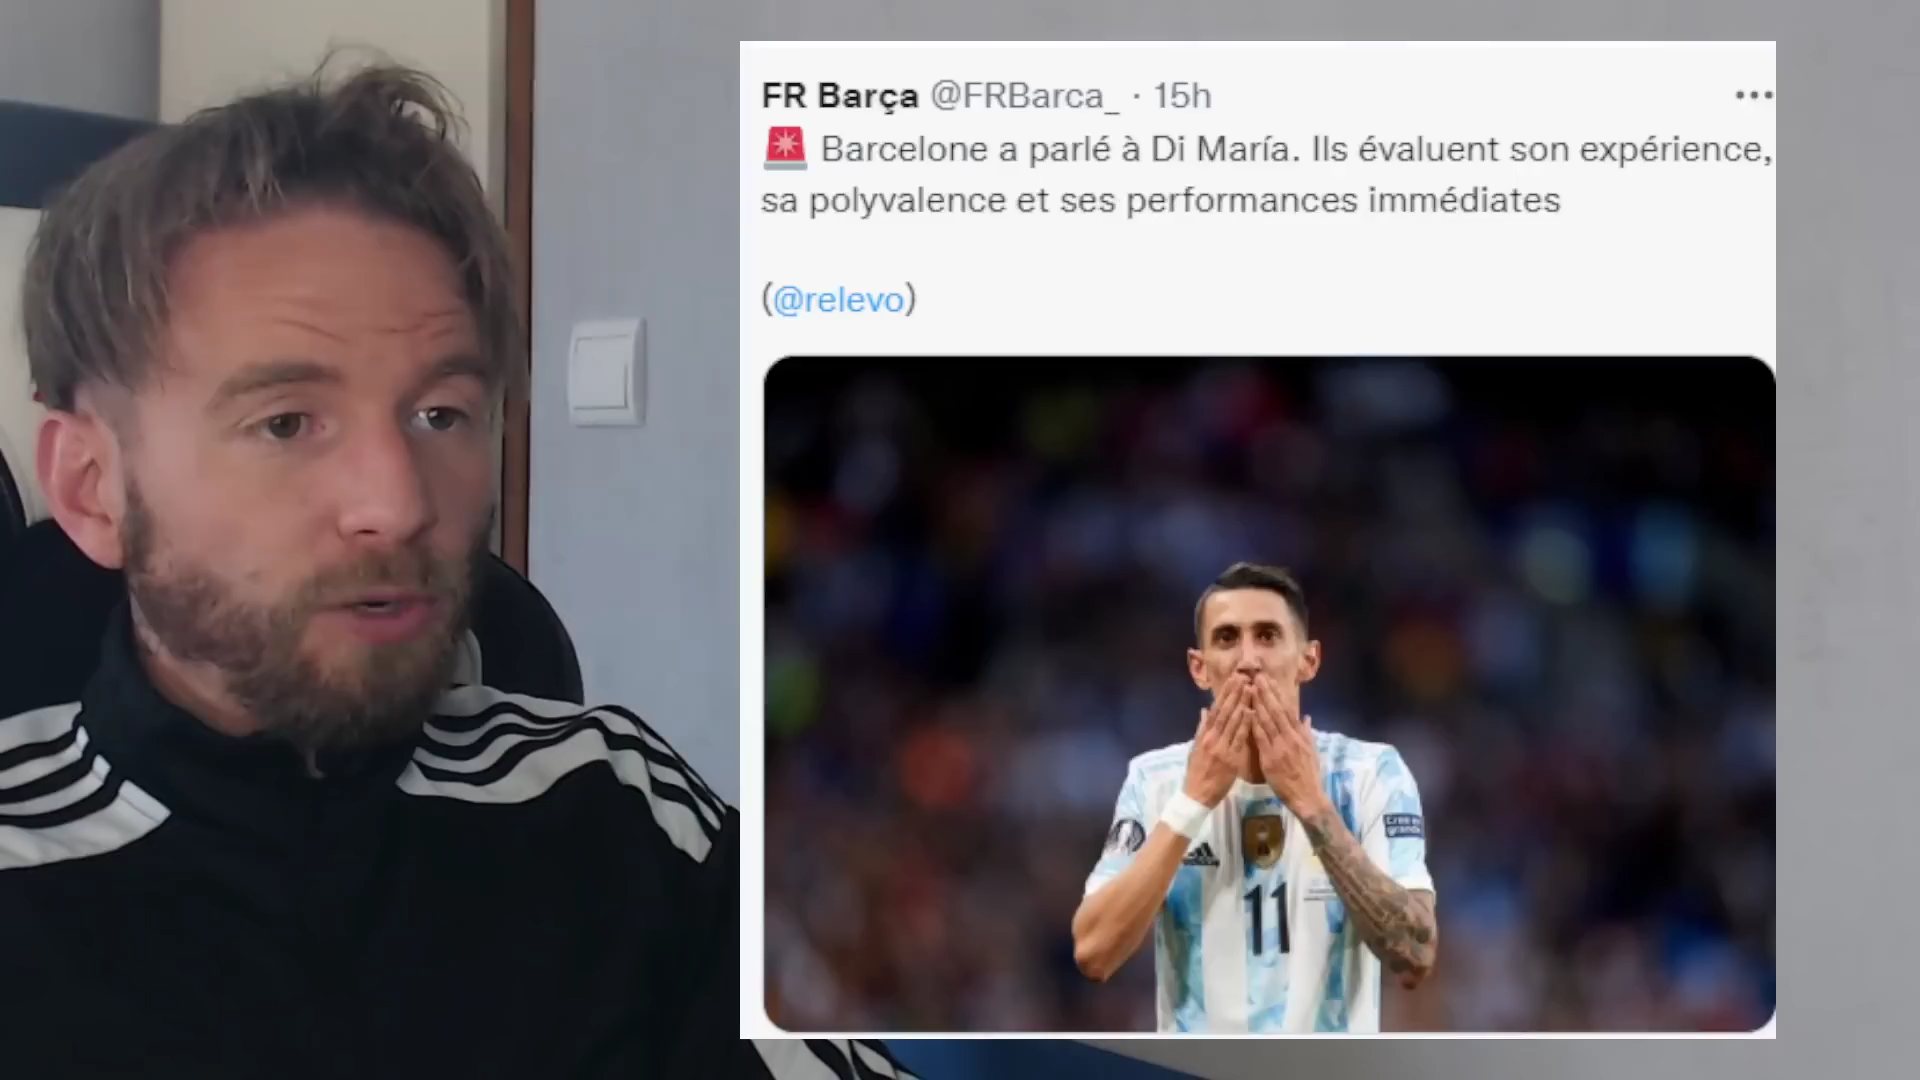 FR Barça @FRBarca_ · 15h
🚨 Barcelone a parlé à Di María. Ils évaluent son expérience,
sa polyvalence et ses performances immédiates
(@relevo)
11